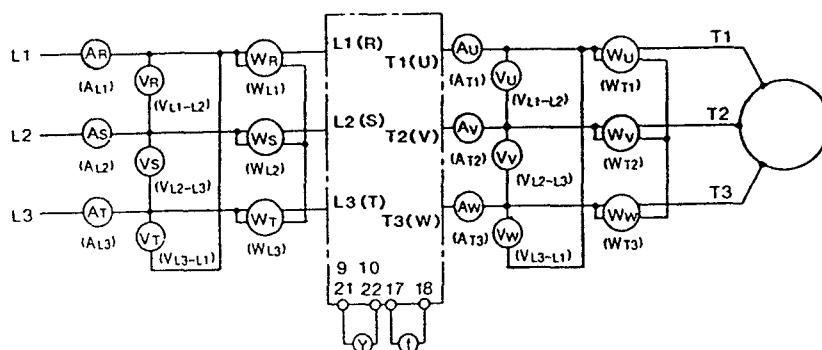 L1 AR VR WR L1(R) T1(U) AU VU WU T1
(AL1) (VL1-L2) (WL1) (AT1) (VL1-L2) (WT1)
L2 AS VS WS L2(S) T2(V) AV VV WV T2
(AL2) (VL2-L3) (WL2) (AT2) (VL2-L3) (WT2)
L3 AT VT WT L3(T) T3(W) AW VW WW T3
(AL3) (VL3-L1) (WL3) (AT3) (VL3-L1) (WT3)
9 10
21 22 17 18